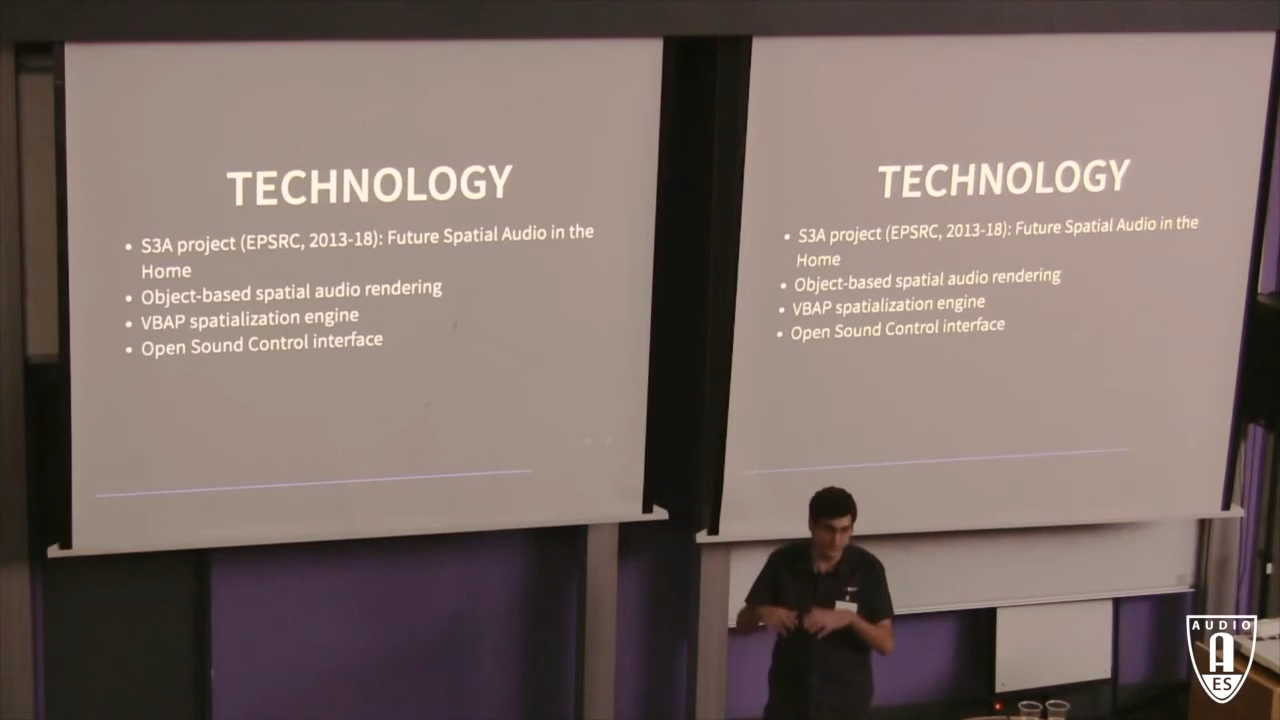 TECHNOLOGY
• S3A project (EPSRC, 2013-18): Future Spatial Audio in the
Home
• Object-based spatial audio rendering
• VBAP spatialization engine
• Open Sound Control interface
TECHNOLOGY
• S3A project (EPSRC, 2013-18): Future Spatial Audio in the
Home
• Object-based spatial audio rendering
• VBAP spatialization engine
• Open Sound Control interface
AUDIO
A
ES